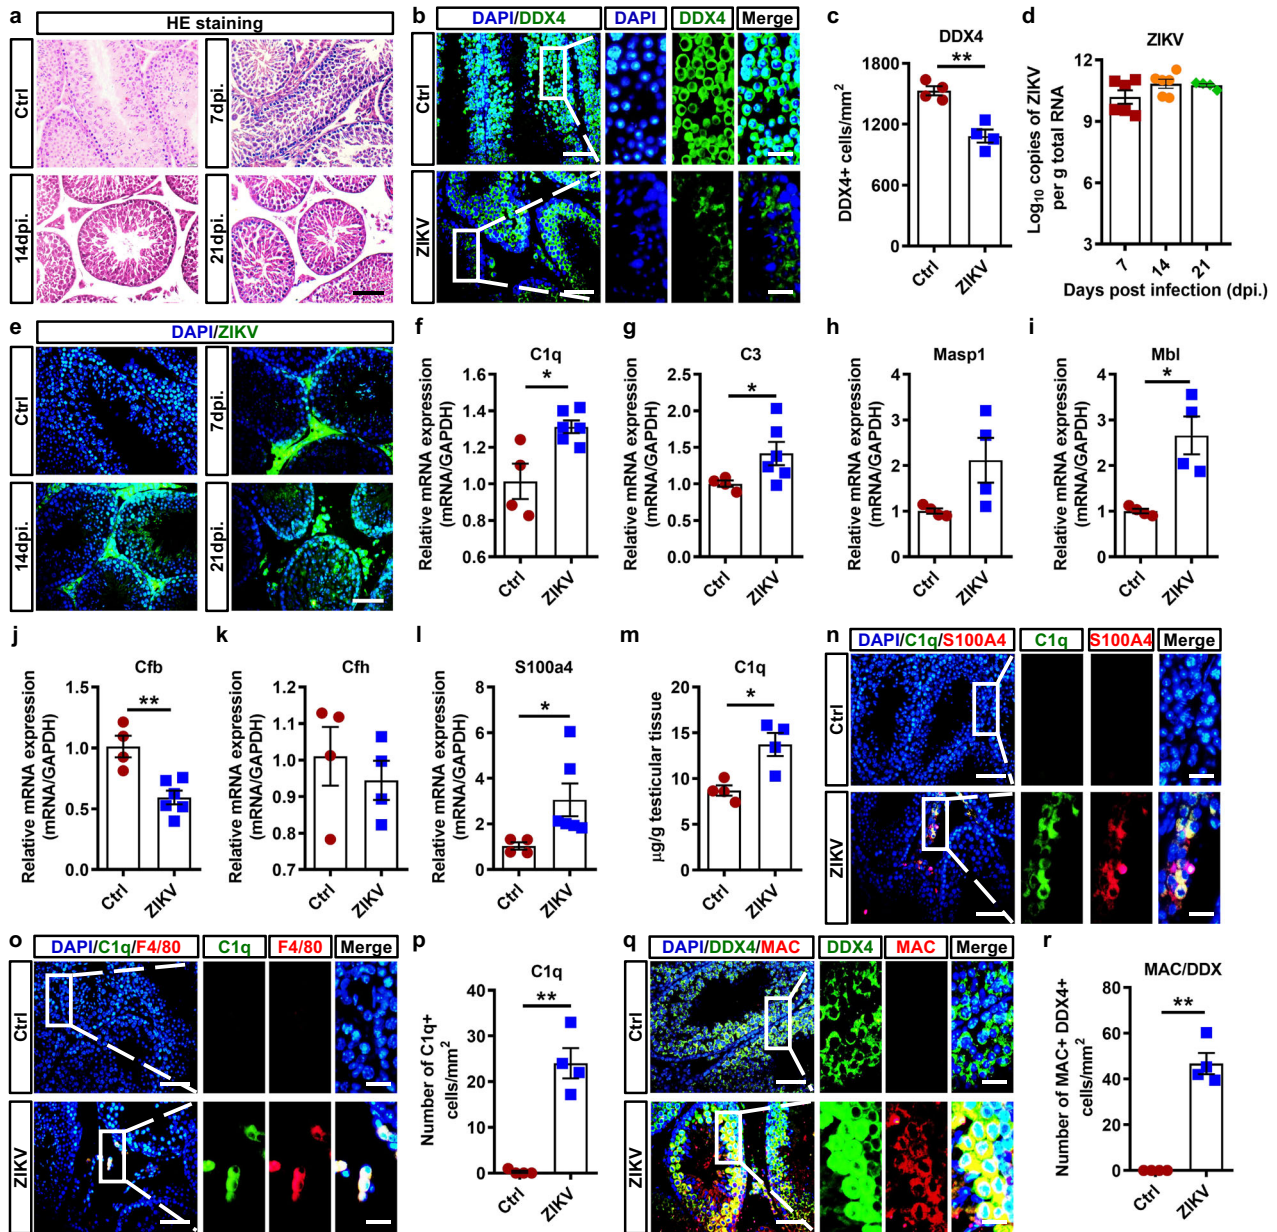 a
HE staining
Ctrl
7dpi.
14dpi.
21dpi.
b
DAPI/DDX4
DAPI
DDX4
Merge
Ctrl
ZIKV
c
DDX4
**
DDX4+ cells/mm²
1800
1200
600
0
Ctrl
ZIKV
d
ZIKV
Log₁₀ copies of ZIKV
per g total RNA
15
12
9
6
3
7
14
21
Days post infection (dpi.)
e
DAPI/ZIKV
Ctrl
7dpi.
14dpi.
21dpi.
f
C1q
*
Relative mRNA expression
(mRNA/GAPDH)
1.6
1.4
1.2
1.0
0.8
0.6
Ctrl
ZIKV
g
C3
*
Relative mRNA expression
(mRNA/GAPDH)
2.5
2.0
1.5
1.0
0.5
0.0
Ctrl
ZIKV
h
Masp1
Relative mRNA expression
(mRNA/GAPDH)
4
3
2
1
0
Ctrl
ZIKV
i
Mbl
*
Relative mRNA expression
(mRNA/GAPDH)
4
3
2
1
0
Ctrl
ZIKV
j
Cfb
**
Relative mRNA expression
(mRNA/GAPDH)
1.5
1.0
0.5
0.0
Ctrl
ZIKV
k
Cfh
Relative mRNA expression
(mRNA/GAPDH)
1.2
1.1
1.0
0.9
0.8
0.7
Ctrl
ZIKV
l
S100a4
*
Relative mRNA expression
(mRNA/GAPDH)
8
6
4
2
0
Ctrl
ZIKV
m
C1q
*
µg/g testicular tissue
20
15
10
5
0
Ctrl
ZIKV
n
DAPI/C1q/S100A4
C1q
S100A4
Merge
Ctrl
ZIKV
o
DAPI/C1q/F4/80
C1q
F4/80
Merge
Ctrl
ZIKV
p
C1q
**
Number of C1q+
cells/mm²
40
30
20
10
0
Ctrl
ZIKV
q
DAPI/DDX4/MAC
DDX4
MAC
Merge
Ctrl
ZIKV
r
MAC/DDX
**
Number of MAC+ DDX4+
cells/mm²
80
60
40
20
0
Ctrl
ZIKV